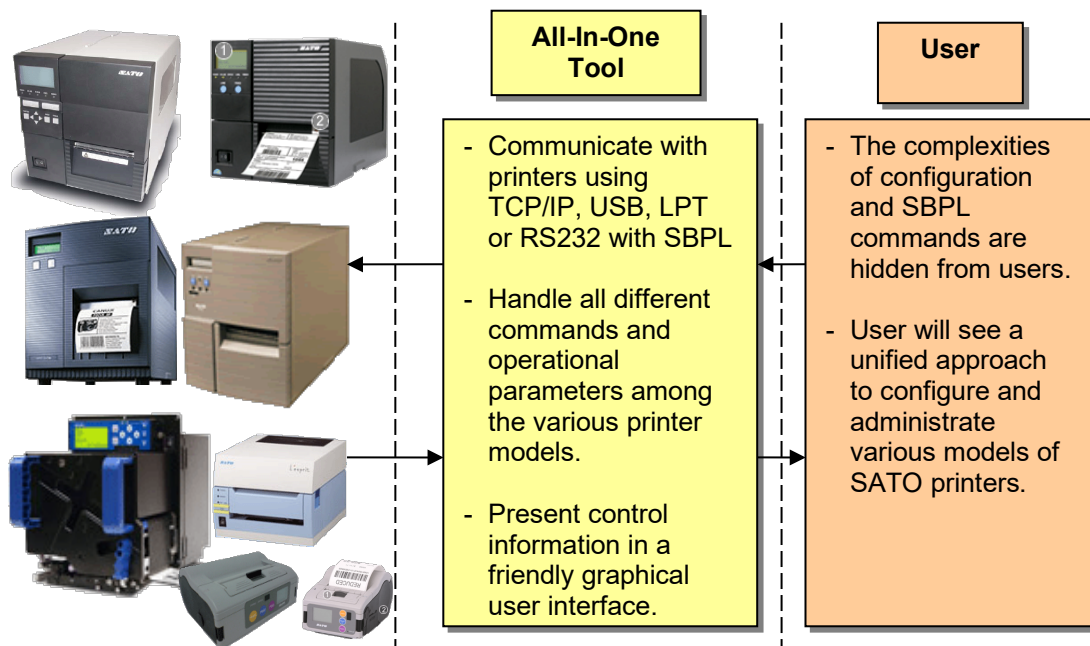 All-In-One
Tool
User
- Communicate with
printers using
TCP/IP, USB, LPT
or RS232 with SBPL
- Handle all different
commands and
operational
parameters among
the various printer
models.
- Present control
information in a
friendly graphical
user interface.
- The complexities
of configuration
and SBPL
commands are
hidden from users.
- User will see a
unified approach
to configure and
administrate
various models of
SATO printers.
SATO
SATO
1
2
SATO
REDUCED
1
2